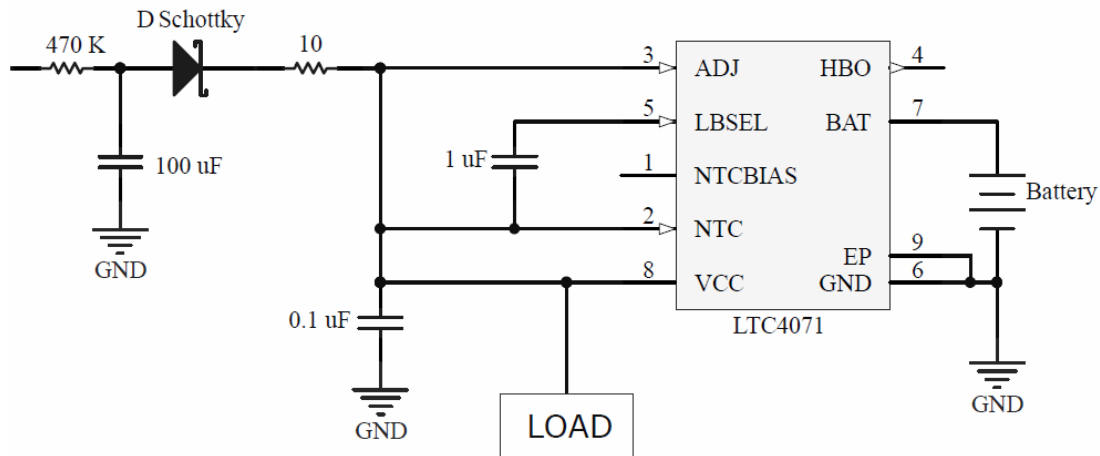 D Schottky
470 K
10
100 uF
GND
3
ADJ
HBO
4
5
LBSEL
BAT
7
1 uF
1
NTCBIAS
Battery
2
NTC
EP
9
8
VCC
GND
6
0.1 uF
LTC4071
GND
LOAD
GND